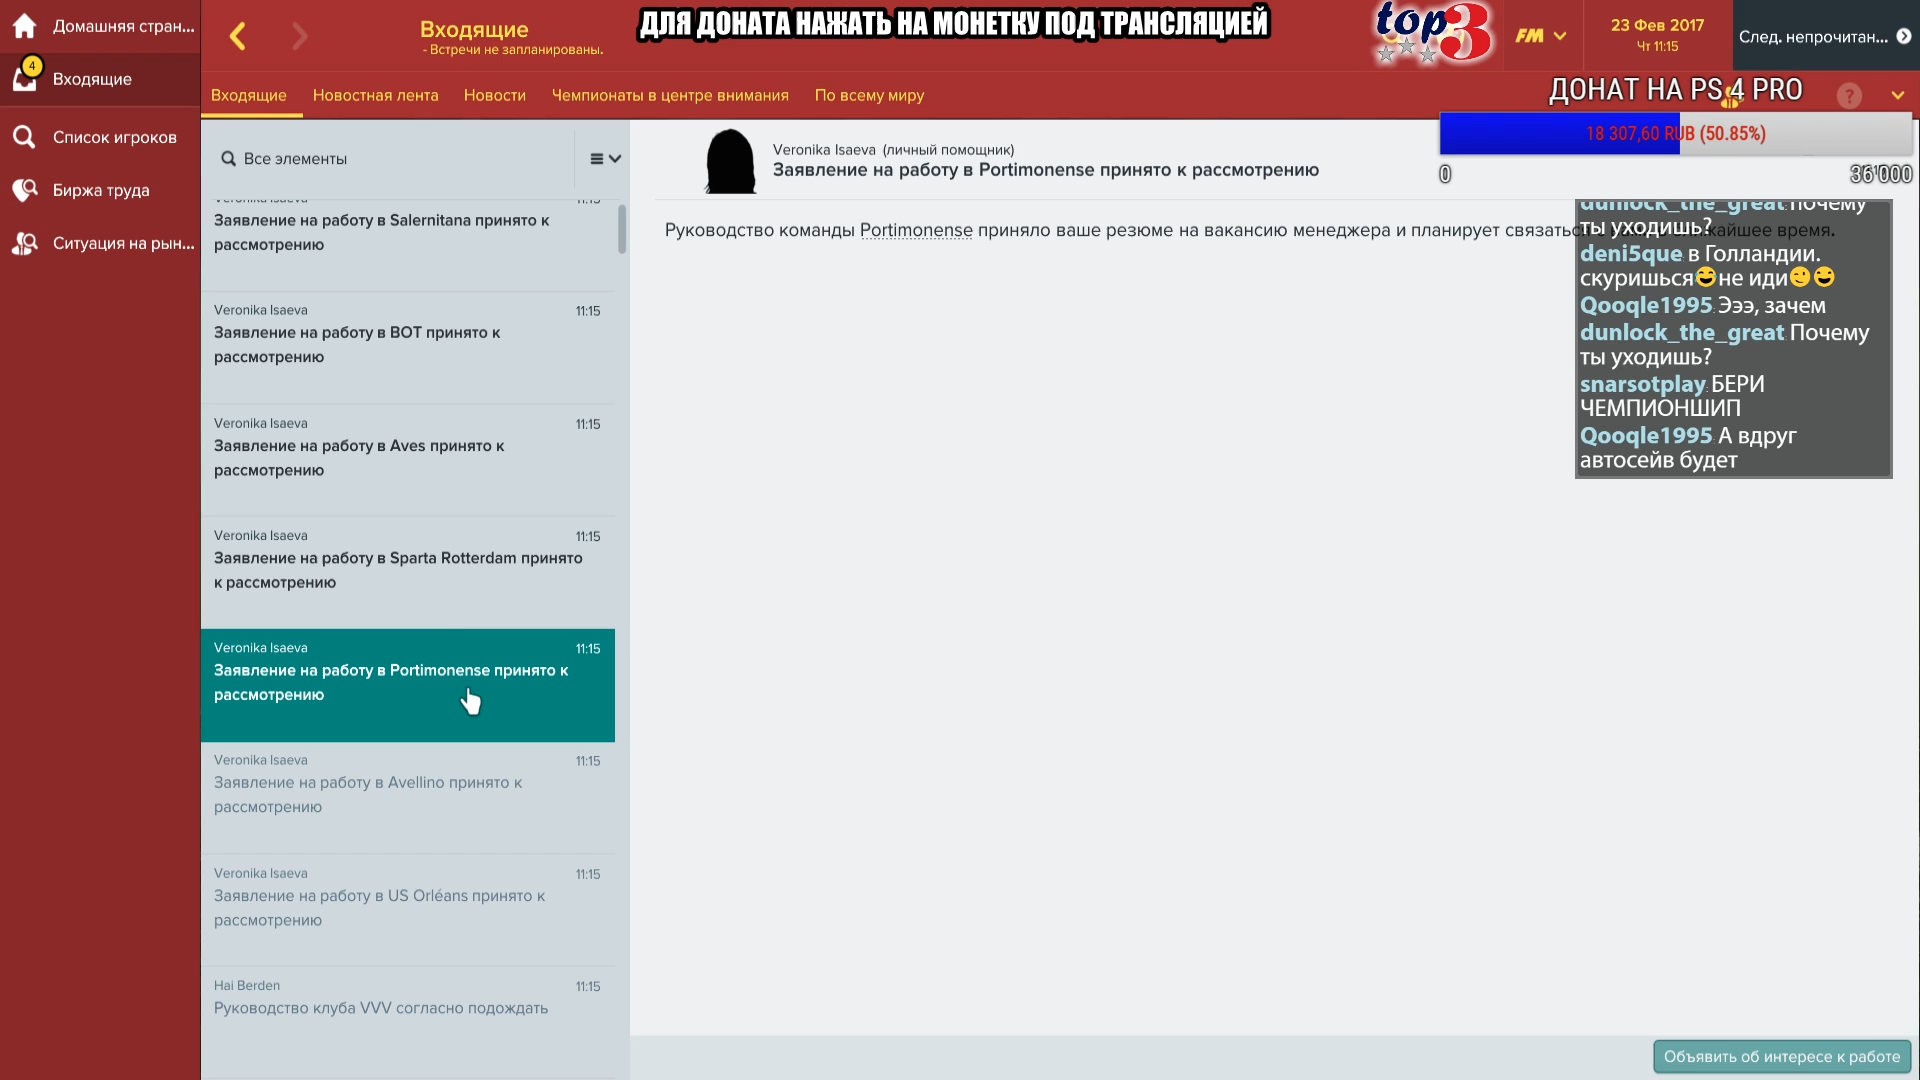 Домашняя стран...
4
Входящие
Список игроков
Биржа труда
Ситуация на рын...
Входящие
- Встречи не запланированы.
ДЛЯ ДОНАТА НАЖАТЬ НА МОНЕТКУ ПОД ТРАНСЛЯЦИЕЙ
top3
FM
23 Фев 2017
Чт 11:15
След. непрочитан...
Входящие
Новостная лента
Новости
Чемпионаты в центре внимания
По всему миру
?
ДОНАТ НА PS 4 PRO
18 307,60 RUB (50.85%)
0
36 000
Все элементы
Veronika Isaeva 11:15
Заявление на работу в Salernitana принято к
рассмотрению
Veronika Isaeva 11:15
Заявление на работу в BOT принято к
рассмотрению
Veronika Isaeva 11:15
Заявление на работу в Aves принято к
рассмотрению
Veronika Isaeva 11:15
Заявление на работу в Sparta Rotterdam принято
к рассмотрению
Veronika Isaeva 11:15
Заявление на работу в Portimonense принято к
рассмотрению
Veronika Isaeva 11:15
Заявление на работу в Avellino принято к
рассмотрению
Veronika Isaeva 11:15
Заявление на работу в US Orléans принято к
рассмотрению
Hai Berden 11:15
Руководство клуба VVV согласно подождать
Veronika Isaeva (личный помощник)
Заявление на работу в Portimonense принято к рассмотрению
Руководство команды Portimonense приняло ваше резюме на вакансию менеджера и планирует связаться время.
dunlock_the_great: Почему
ты уходишь?
deni5que: в Голландии.
скуришься не иди
Qooqle1995: Эээ, зачем
dunlock_the_great: Почему
ты уходишь?
snarsotplay: БЕРИ
ЧЕМПИОНШИП
Qooqle1995: А вдруг
автосейв будет
Объявить об интересе к работе